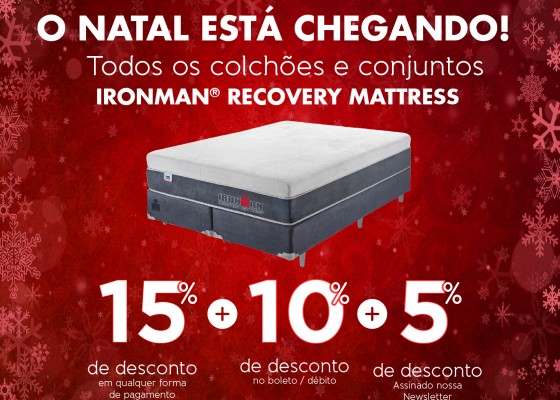 O NATAL ESTÁ CHEGANDO!
Todos os colchões e conjuntos
IRONMAN® RECOVERY MATTRESS
IRONMAN
15% + 10% + 5%
de desconto
em qualquer forma
de pagamento
de desconto
no boleto / débito
de desconto
Assinado nossa
Newsletter